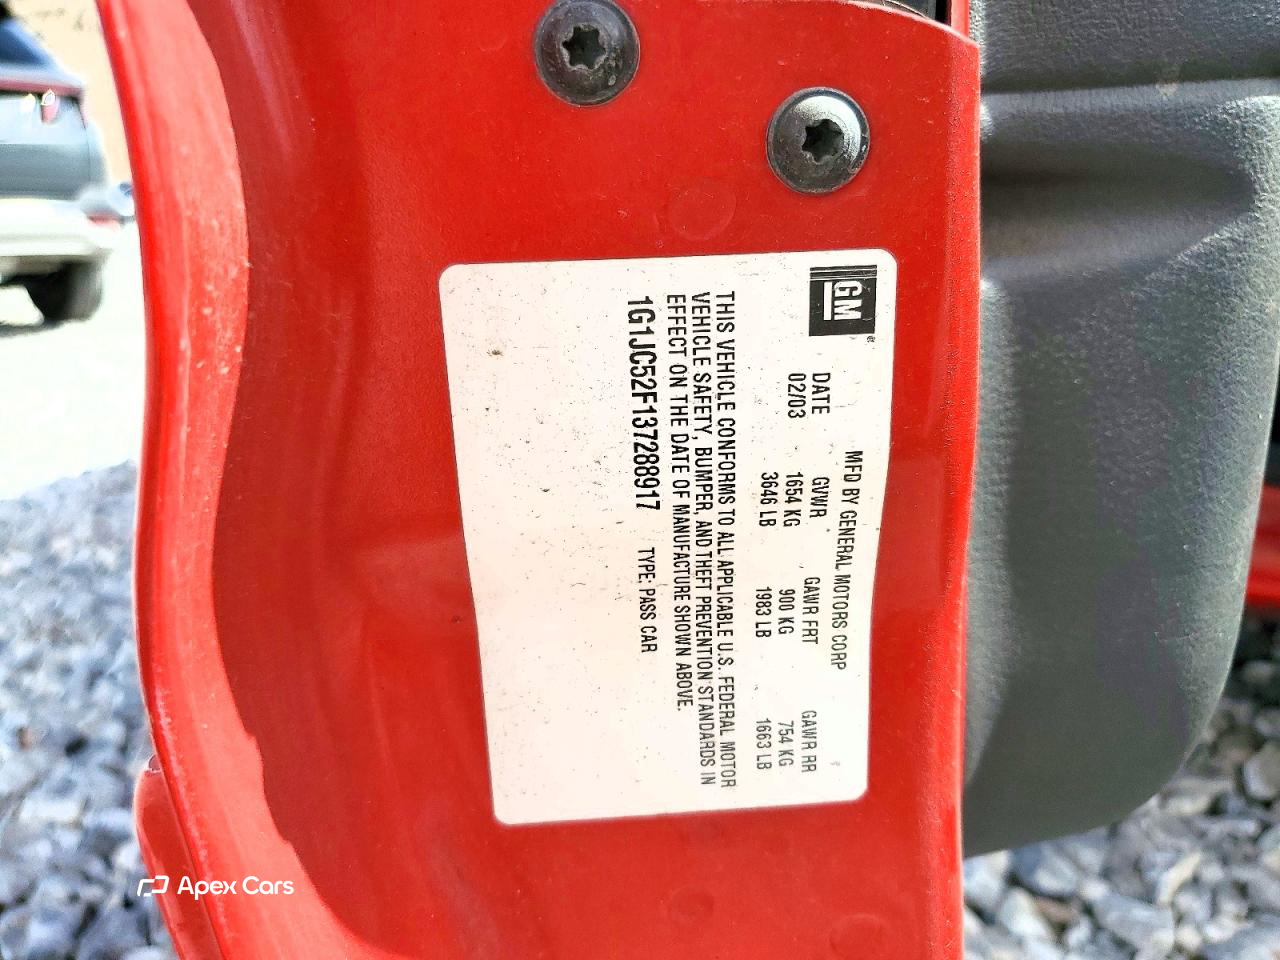 GM
MFD BY GENERAL MOTORS CORP
DATE GVWR GAWR FRT GAWR RR
02/03 1654 KG 900 KG 754 KG
3646 LB 1983 LB 1663 LB
THIS VEHICLE CONFORMS TO ALL APPLICABLE U.S. FEDERAL MOTOR
VEHICLE SAFETY, BUMPER, AND THEFT PREVENTION STANDARDS IN
EFFECT ON THE DATE OF MANUFACTURE SHOWN ABOVE.
1G1JC52F137288917 TYPE: PASS CAR
Apex Cars